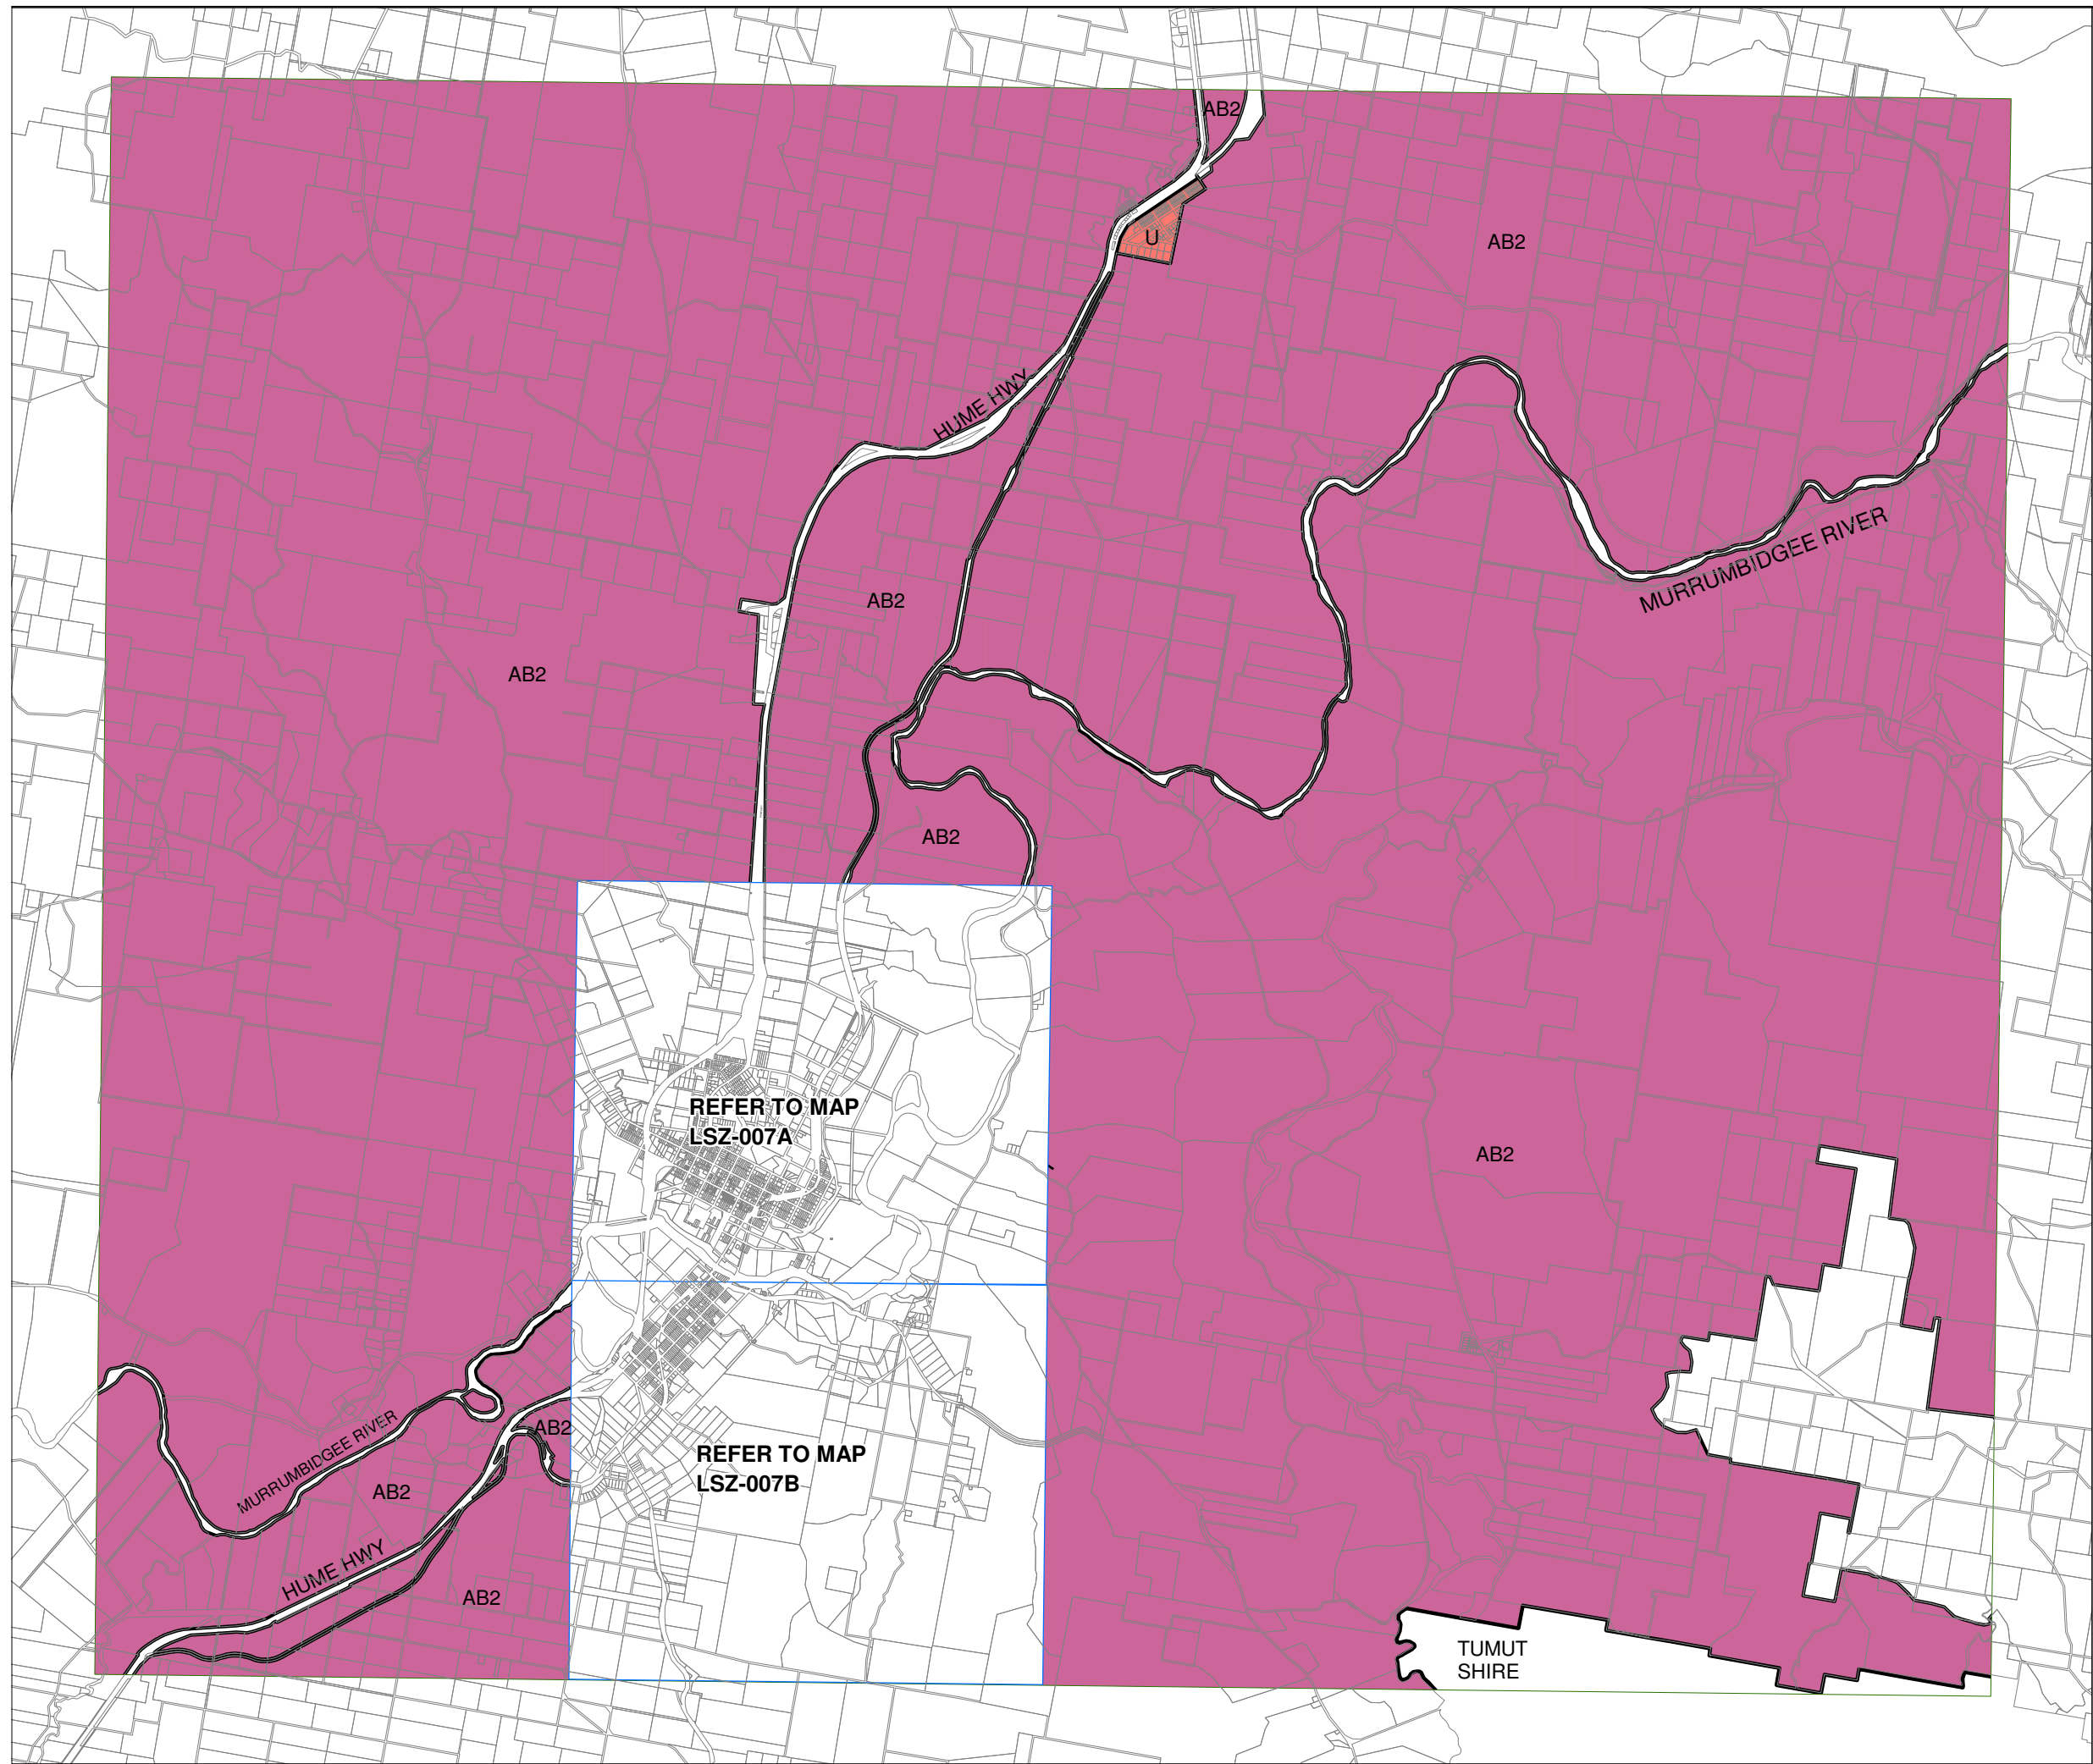 AB2
U
AB2
HUME HWY
MURRUMBIDGEE RIVER
AB2
AB2
AB2
REFER TO MAP
LSZ-007A
AB2
MURRUMBIDGEE RIVER
AB2
REFER TO MAP
LSZ-007B
AB2
HUME HWY
AB2
TUMUT
SHIRE